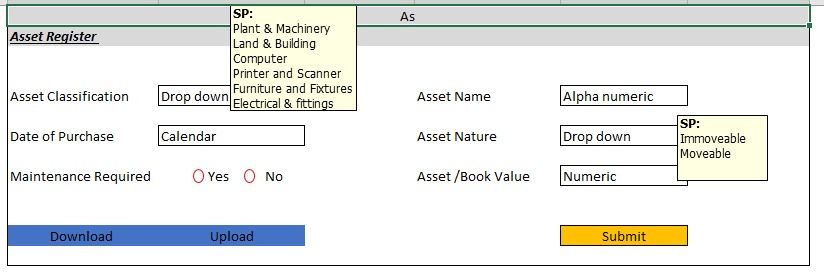 As
SP:
Plant & Machinery
Land & Building
Computer
Printer and Scanner
Furniture and Fixtures
Electrical & fittings
Asset Register
Asset Classification
Drop down
Asset Name
Alpha numeric
Date of Purchase
Calendar
Asset Nature
Drop down
SP:
Immoveable
Moveable
Maintenance Required
Yes
No
Asset /Book Value
Numeric
Download
Upload
Submit